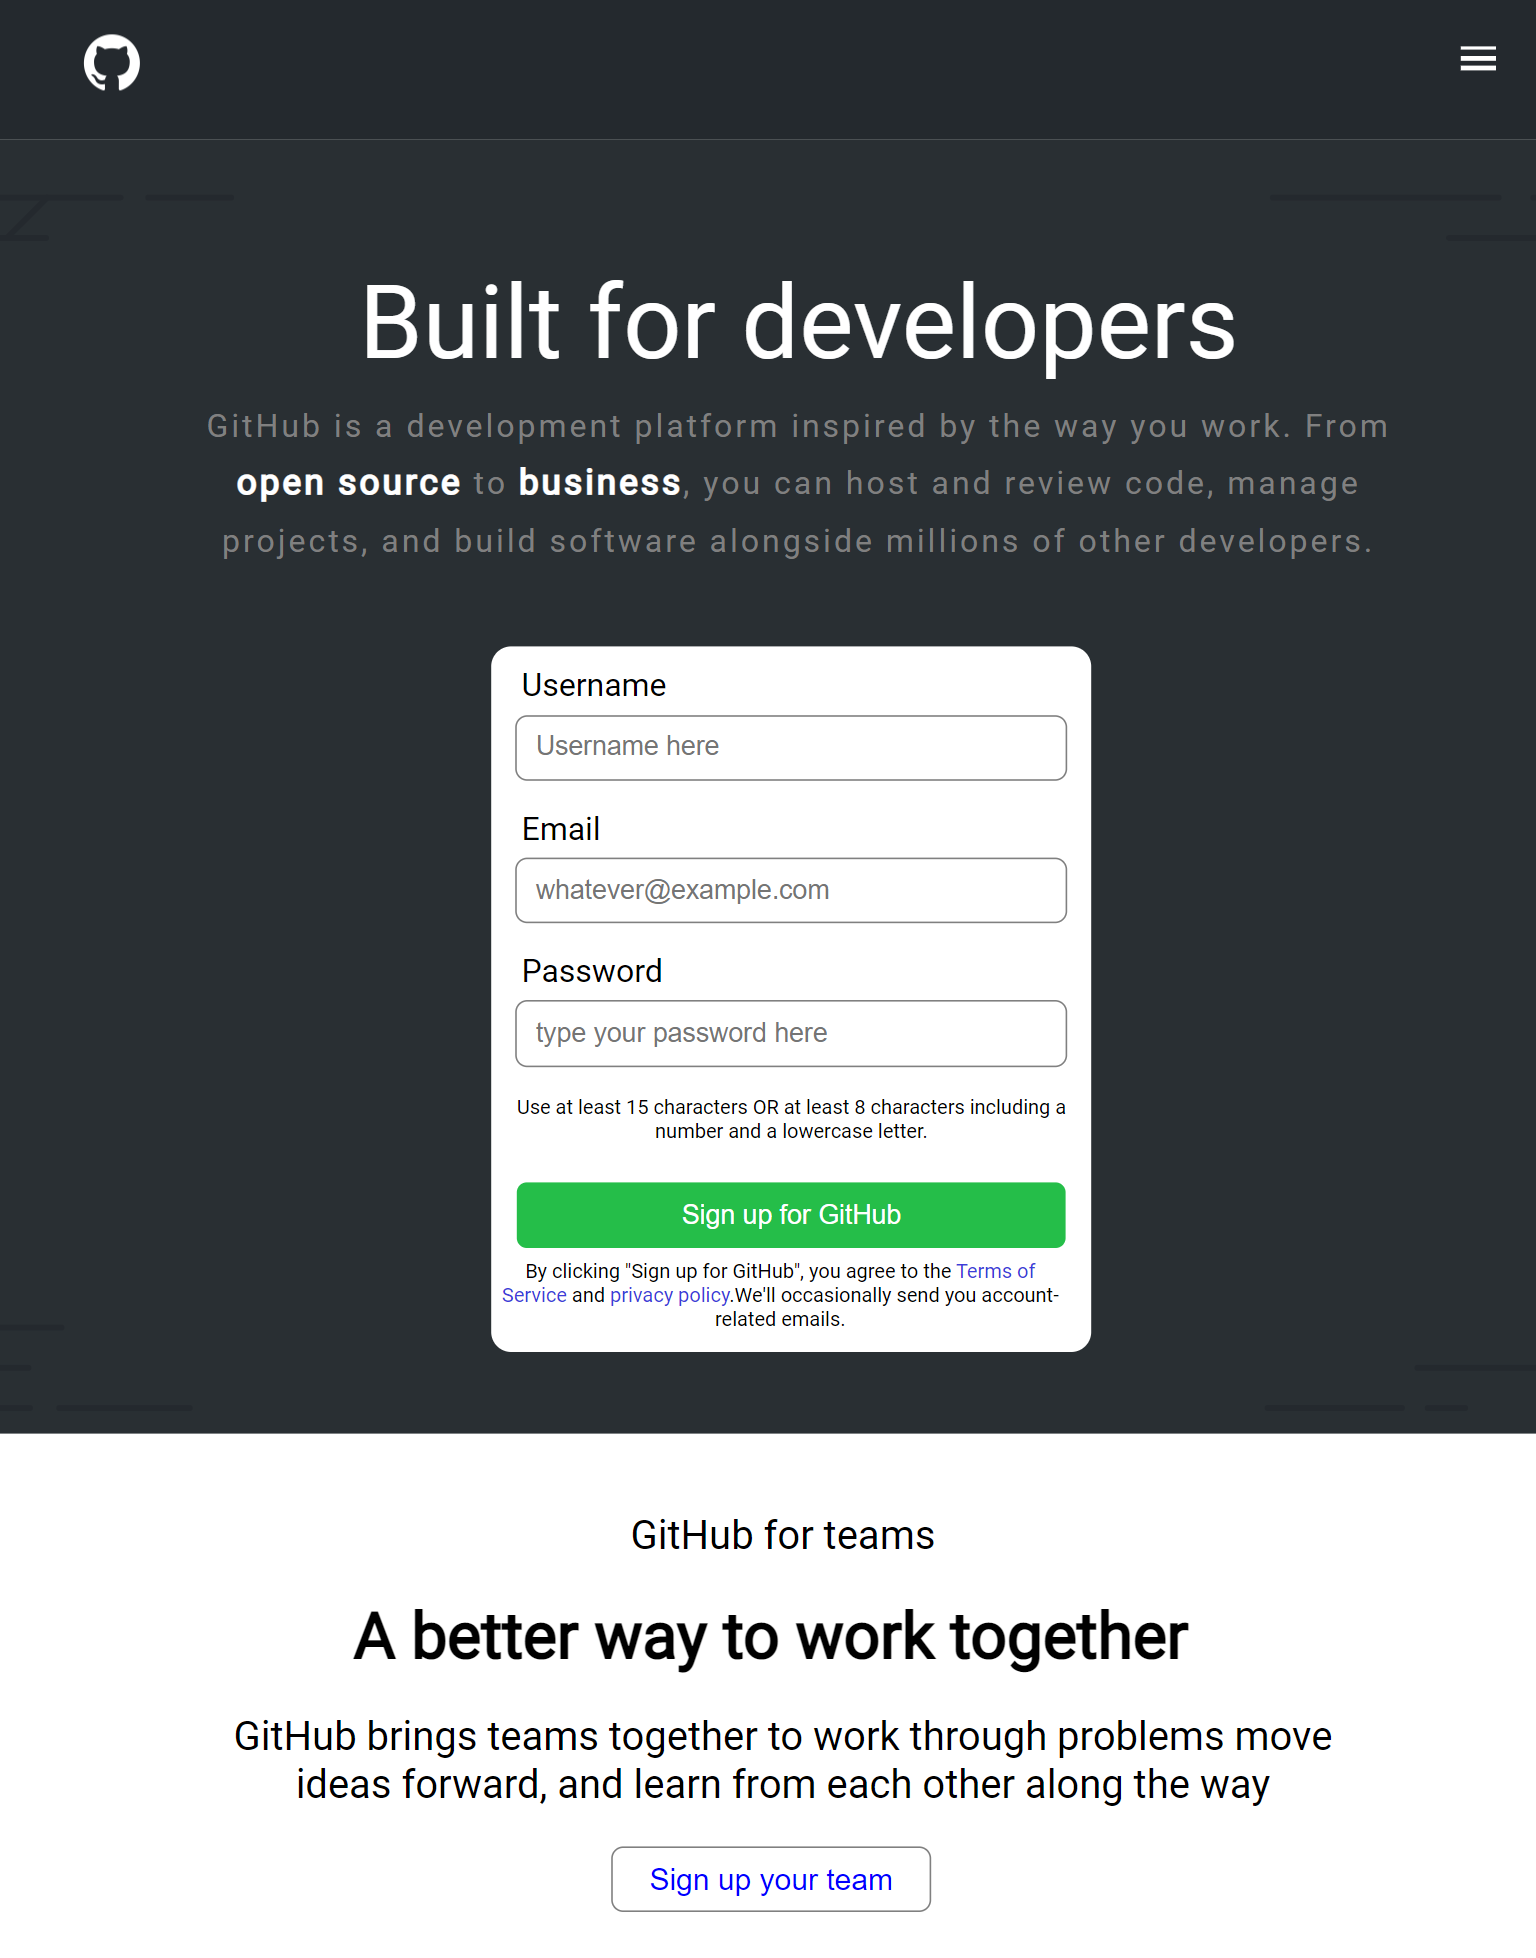 Built for developers
GitHub is a development platform inspired by the way you work. From
open source to business, you can host and review code, manage
projects, and build software alongside millions of other developers.
Username
Username here
Email
whatever@example.com
Password
type your password here
Use at least 15 characters OR at least 8 characters including a
number and a lowercase letter.
Sign up for GitHub
By clicking "Sign up for GitHub", you agree to the Terms of
Service and privacy policy.We'll occasionally send you account-
related emails.
GitHub for teams
A better way to work together
GitHub brings teams together to work through problems move
ideas forward, and learn from each other along the way
Sign up your team